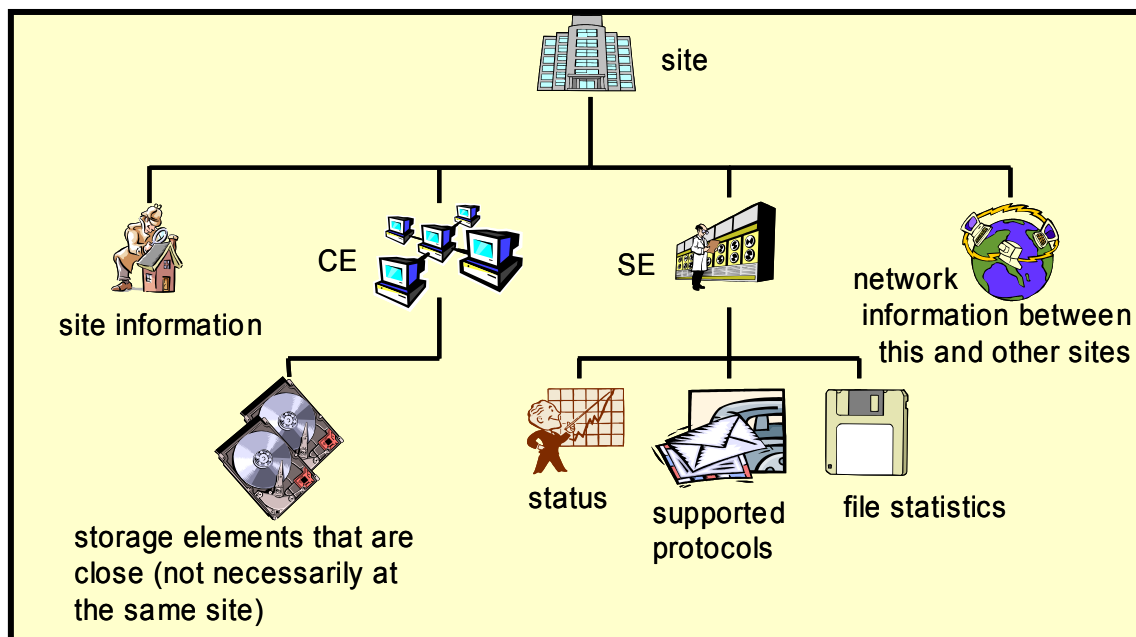 site
CE
SE
site information
network
information between
this and other sites
storage elements that are
close (not necessarily at
the same site)
status
supported
protocols
file statistics